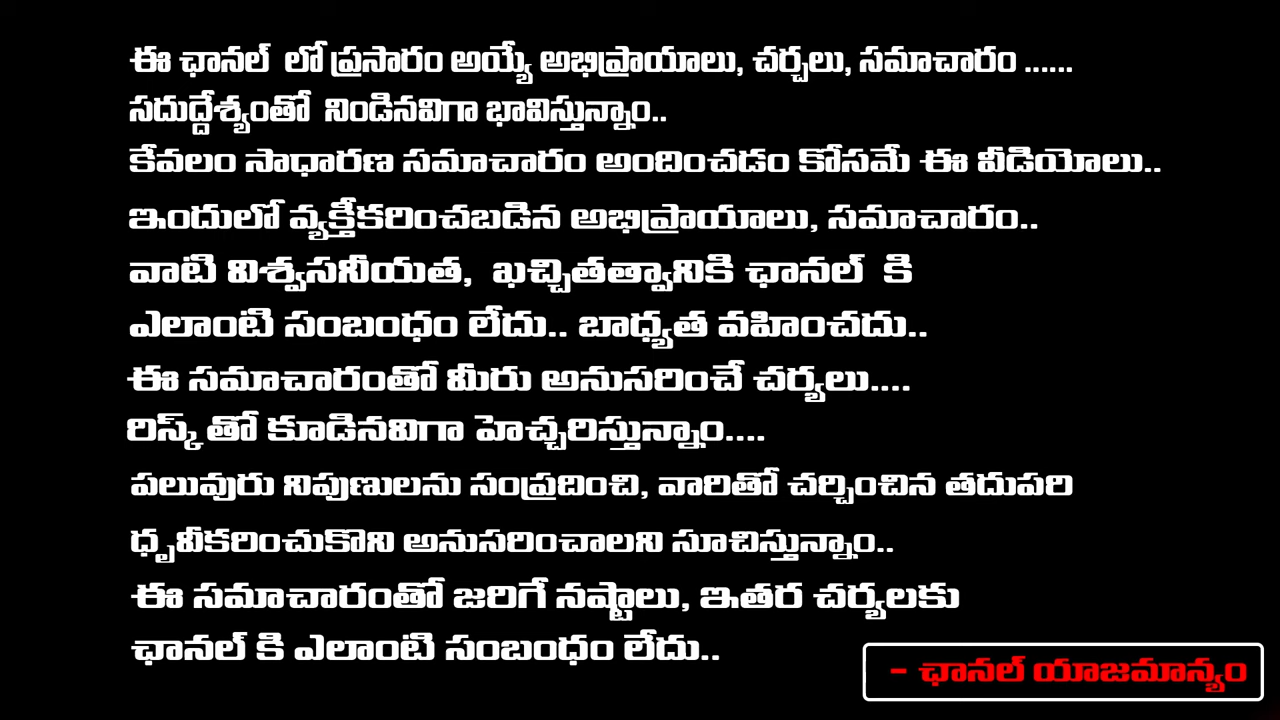 ఈ ఛానల్ లో ప్రసారం అయ్యే అభిప్రాయాలు, చర్చలు, సమాచారం ......
సదుద్దేశ్యంతో నిండినవిగా భావిస్తున్నాం..
కేవలం సాధారణ సమాచారం అందించడం కోసమే ఈ వీడియోలు..
ఇందులో వ్యక్తీకరించబడిన అభిప్రాయాలు, సమాచారం..
వాటి విశ్వసనీయత, ఖచ్చితత్వానికి ఛానల్ కి
ఎలాంటి సంబంధం లేదు.. బాధ్యత వహించదు..
ఈ సమాచారంతో మీరు అనుసరించే చర్యలు....
రిస్క్ తో కూడినవిగా హెచ్చరిస్తున్నాం....
పలువురు నిపుణులను సంప్రదించి, వారితో చర్చించిన తదుపరి
ధృవీకరించుకొని అనుసరించాలని సూచిస్తున్నాం..
ఈ సమాచారంతో జరిగే నష్టాలు, ఇతర చర్యలకు
ఛానల్ కి ఎలాంటి సంబంధం లేదు..
- ఛానల్ యాజమాన్యం